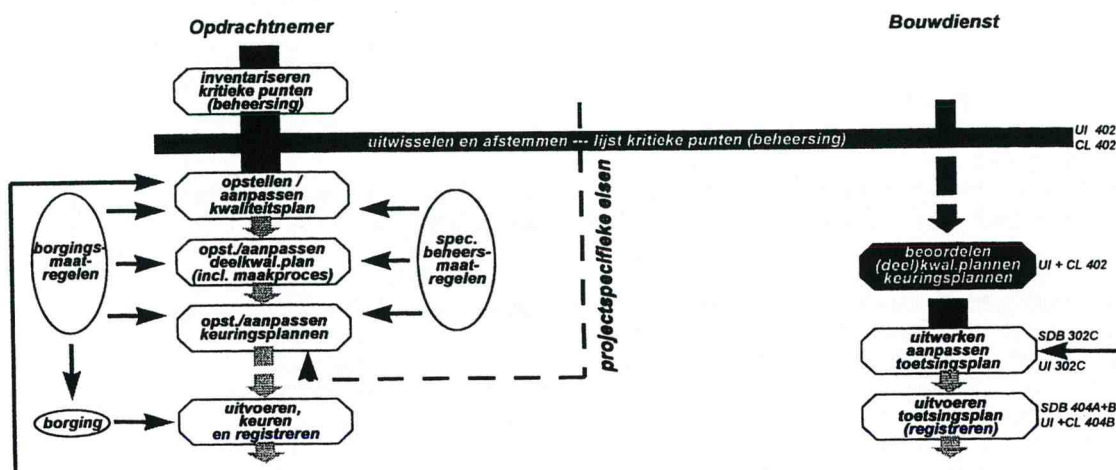 Opdrachtnemer
Bouwdienst
inventariseren
kritieke punten
(beheersing)
uitwisselen en afstemmen --- lijst kritieke punten (beheersing)
UI 402
CL 402
opstellen /
aanpassen
kwaliteitsplan
borgings-
maat-
regelen
opst./aanpassen
deelkwal.plan
(incl. maakproces)
spec.
beheers-
maat-
regelen
opst./aanpassen
keuringsplannen
projectspecifieke eisen
beoordelen
(deel)kwal.plannen
keuringsplannen
UI + CL 402
uitwerken
aanpassen
toetsingsplan
SDB 302C
UI 302C
borging
uitvoeren,
keuren
en registreren
uitvoeren
toetsingsplan
(registreren)
SDB 404A+B
UI +CL 404B